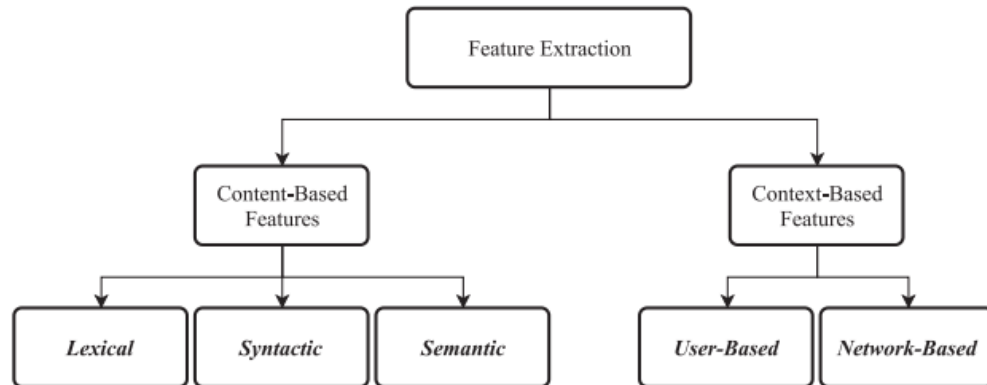 Feature Extraction
Content-Based
Features
Context-Based
Features
Lexical
Syntactic
Semantic
User-Based
Network-Based